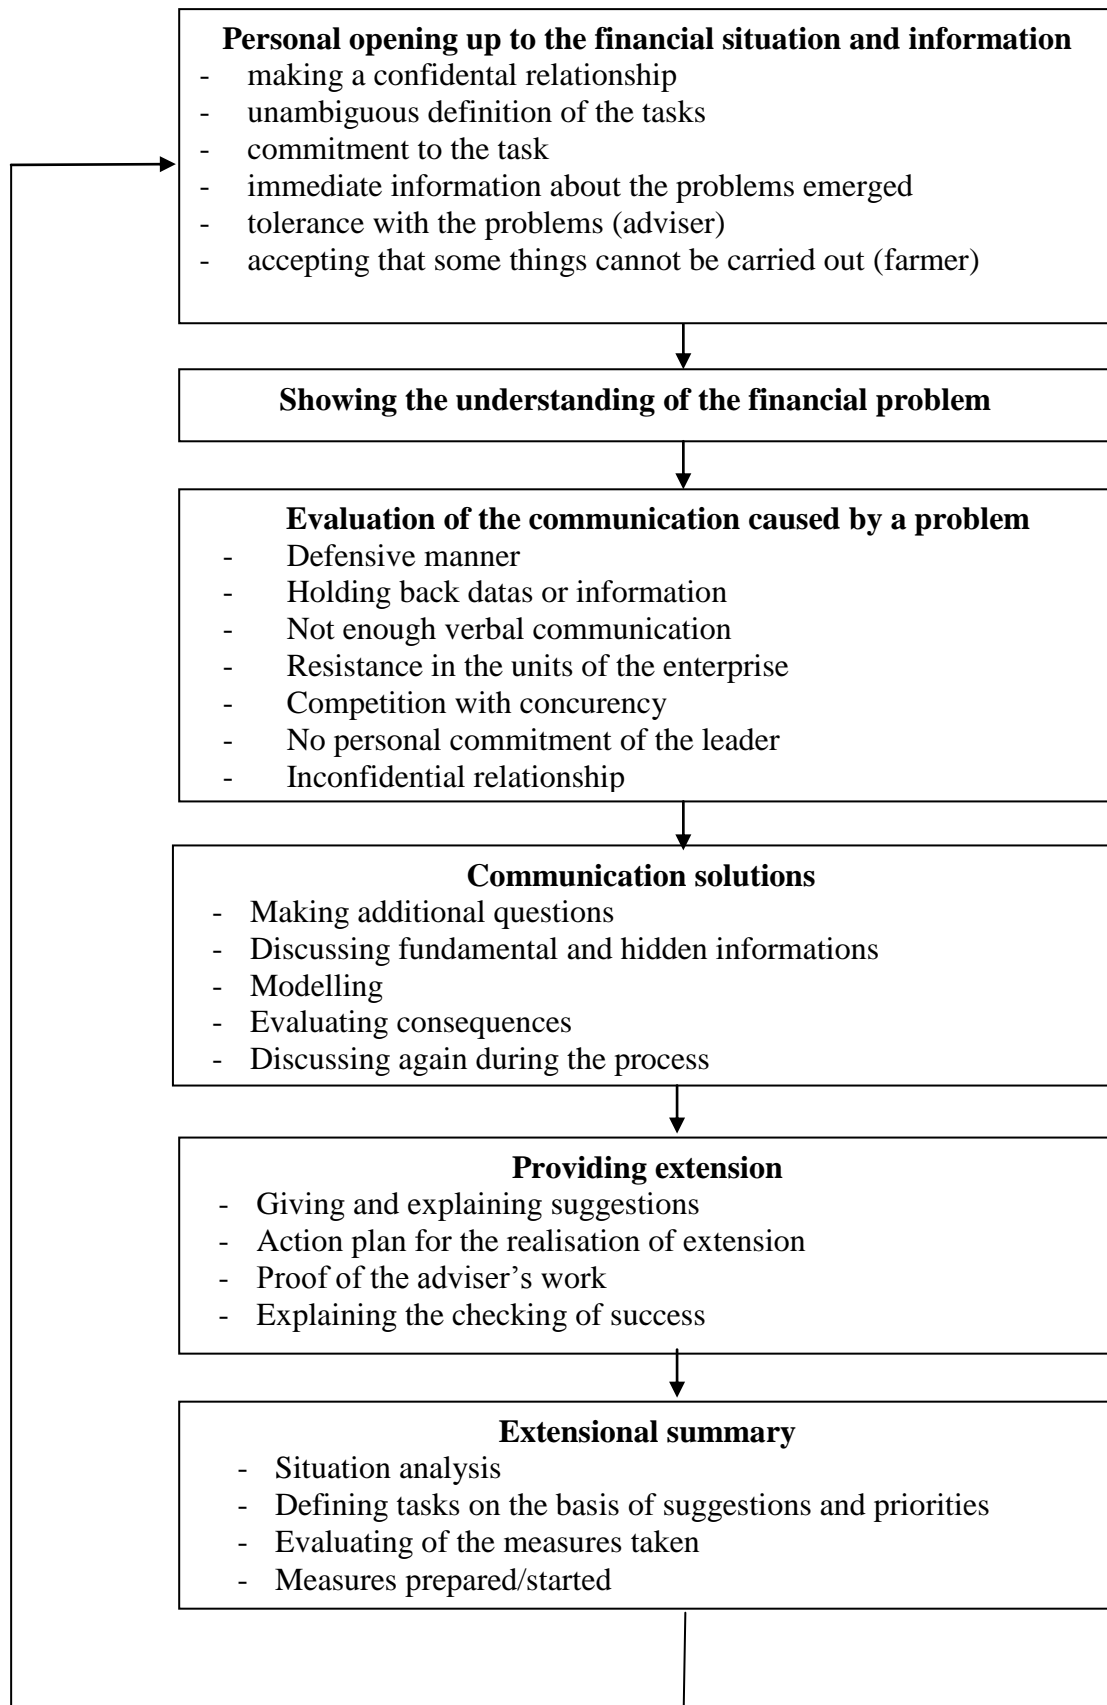 Personal opening up to the financial situation and information
- making a confidental relationship
- unambiguous definition of the tasks
- commitment to the task
- immediate information about the problems emerged
- tolerance with the problems (adviser)
- accepting that some things cannot be carried out (farmer)
Showing the understanding of the financial problem
Evaluation of the communication caused by a problem
- Defensive manner
- Holding back datas or information
- Not enough verbal communication
- Resistance in the units of the enterprise
- Competition with concurency
- No personal commitment of the leader
- Inconfidential relationship
Communication solutions
- Making additional questions
- Discussing fundamental and hidden informations
- Modelling
- Evaluating consequences
- Discussing again during the process
Providing extension
- Giving and explaining suggestions
- Action plan for the realisation of extension
- Proof of the adviser's work
- Explaining the checking of success
Extensional summary
- Situation analysis
- Defining tasks on the basis of suggestions and priorities
- Evaluating of the measures taken
- Measures prepared/started